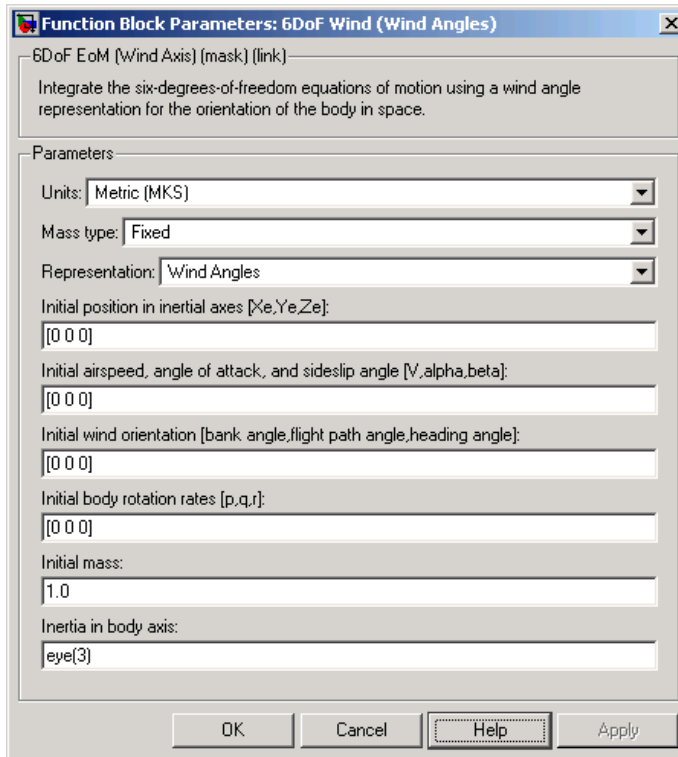 Function Block Parameters: 6DoF Wind (Wind Angles)
6DoF EoM (Wind Axis) (mask) (link)
Integrate the six-degrees-of-freedom equations of motion using a wind angle
representation for the orientation of the body in space.
Parameters
Units: Metric (MKS)
Mass type: Fixed
Representation: Wind Angles
Initial position in inertial axes [Xe,Ye,Ze]:
[0 0 0]
Initial airspeed, angle of attack, and sideslip angle [V,alpha,beta]:
[0 0 0]
Initial wind orientation [bank angle,flight path angle,heading angle]:
[0 0 0]
Initial body rotation rates [p,q,r]:
[0 0 0]
Initial mass:
1.0
Inertia in body axis:
eye(3)
OK Cancel Help Apply